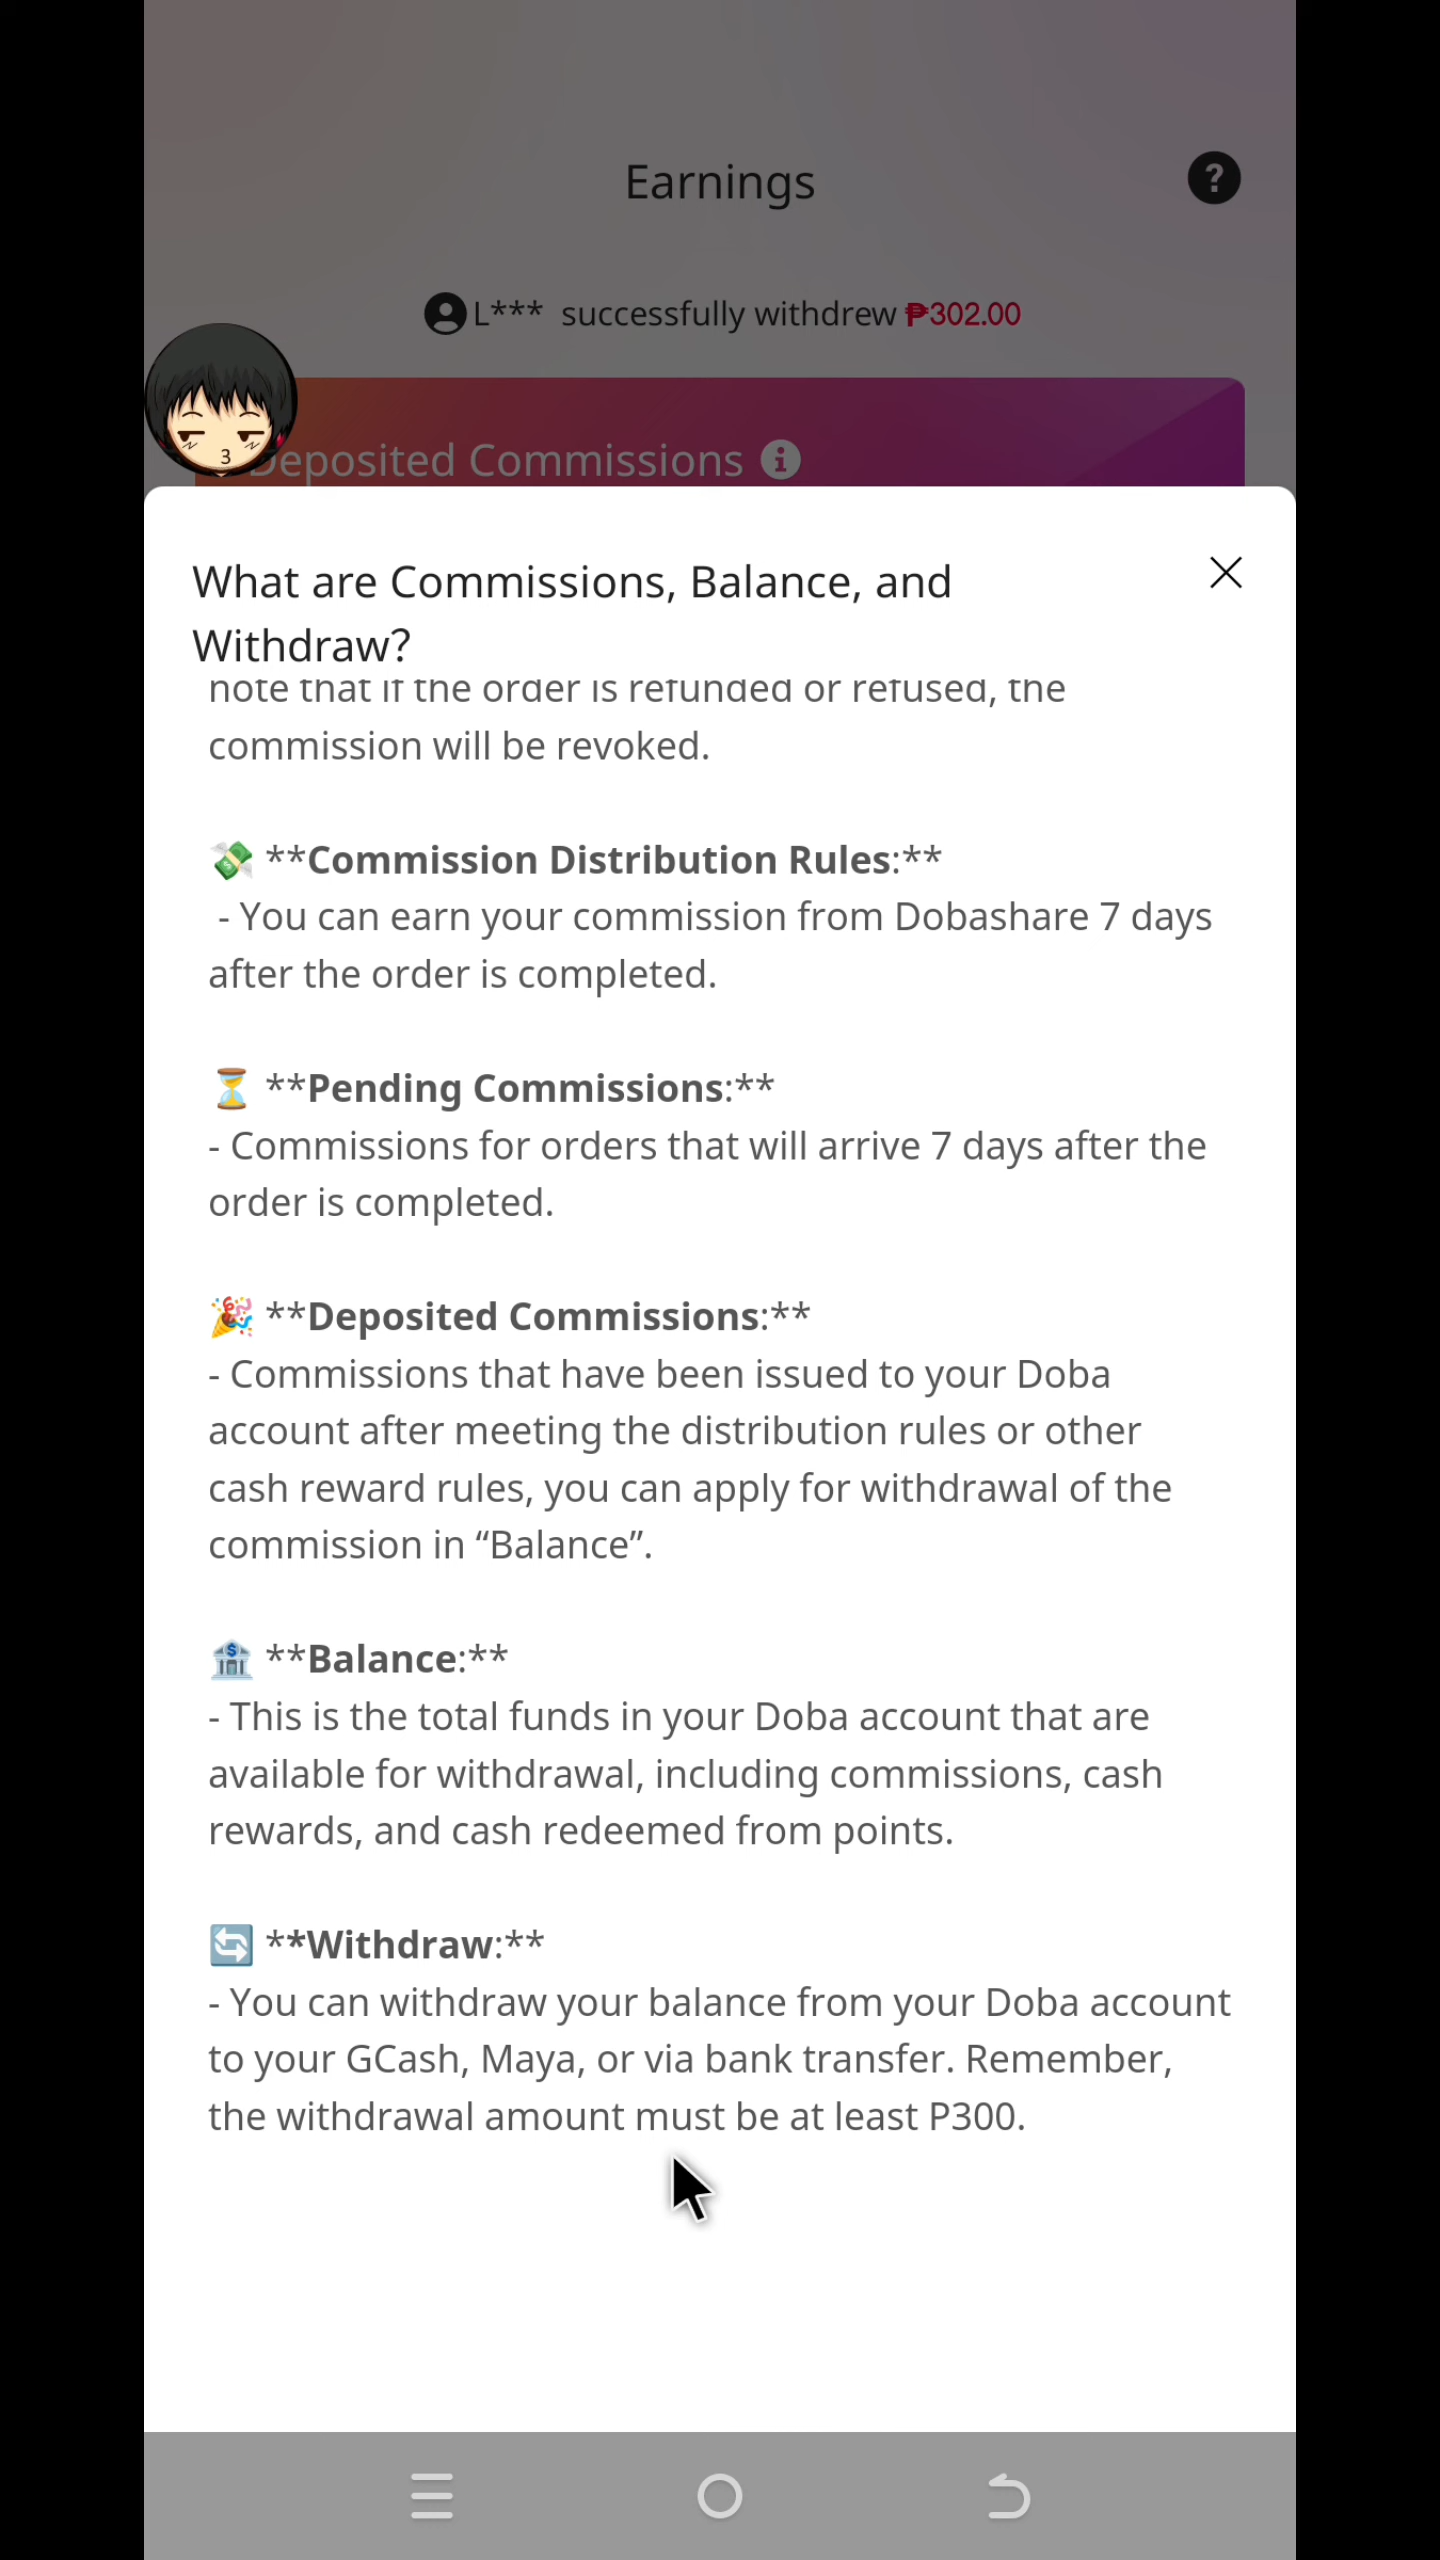 Earnings
?
L*** successfully withdrew ₱302.00
3
Deposited Commissions
What are Commissions, Balance, and
Withdraw?
note that if the order is refunded or refused, the
commission will be revoked.
💸 **Commission Distribution Rules:**
- You can earn your commission from Dobashare 7 days
after the order is completed.
⏳ **Pending Commissions:**
- Commissions for orders that will arrive 7 days after the
order is completed.
🎉 **Deposited Commissions:**
- Commissions that have been issued to your Doba
account after meeting the distribution rules or other
cash reward rules, you can apply for withdrawal of the
commission in “Balance”.
🏦 **Balance:**
- This is the total funds in your Doba account that are
available for withdrawal, including commissions, cash
rewards, and cash redeemed from points.
🔄 **Withdraw:**
- You can withdraw your balance from your Doba account
to your GCash, Maya, or via bank transfer. Remember,
the withdrawal amount must be at least P300.